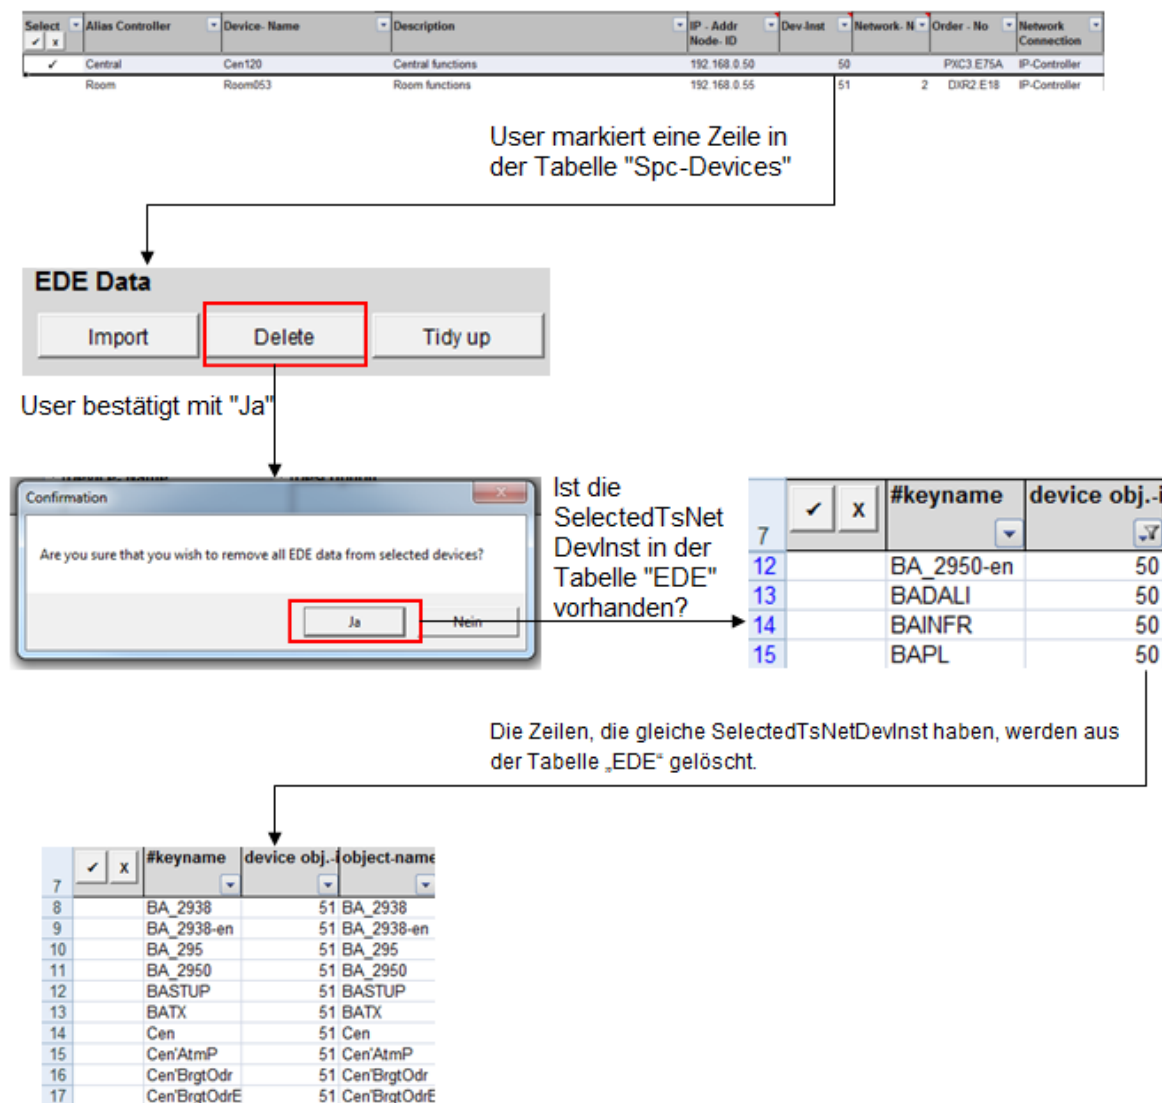 Select Alias Controller Device- Name Description IP - Addr Dev-Inst Network- N Order - No Network
✓ x Node- ID Connection
✓ Central Cen120 Central functions 192.168.0.50 50 PXC3.E75A IP-Controller
Room Room053 Room functions 192.168.0.55 51 2 DXR2.E18 IP-Controller
User markiert eine Zeile in
der Tabelle "Spc-Devices"
EDE Data
Import Delete Tidy up
User bestätigt mit "Ja"
Confirmation
Are you sure that you wish to remove all EDE data from selected devices?
Ja Nein
Ist die
SelectedTsNet
DevInst in der
Tabelle "EDE"
vorhanden?
7 ✓ x #keyname device obj.-i
12 BA_2950-en 50
13 BADALI 50
14 BAINFR 50
15 BAPL 50
Die Zeilen, die gleiche SelectedTsNetDevInst haben, werden aus
der Tabelle „EDE“ gelöscht.
7 ✓ x #keyname device obj.-i object-name
8 BA_2938 51 BA_2938
9 BA_2938-en 51 BA_2938-en
10 BA_295 51 BA_295
11 BA_2950 51 BA_2950
12 BASTUP 51 BASTUP
13 BATX 51 BATX
14 Cen 51 Cen
15 Cen'AtmP 51 Cen'AtmP
16 Cen'BrgtOdr 51 Cen'BrgtOdr
17 Cen'BrgtOdrE 51 Cen'BrgtOdrE